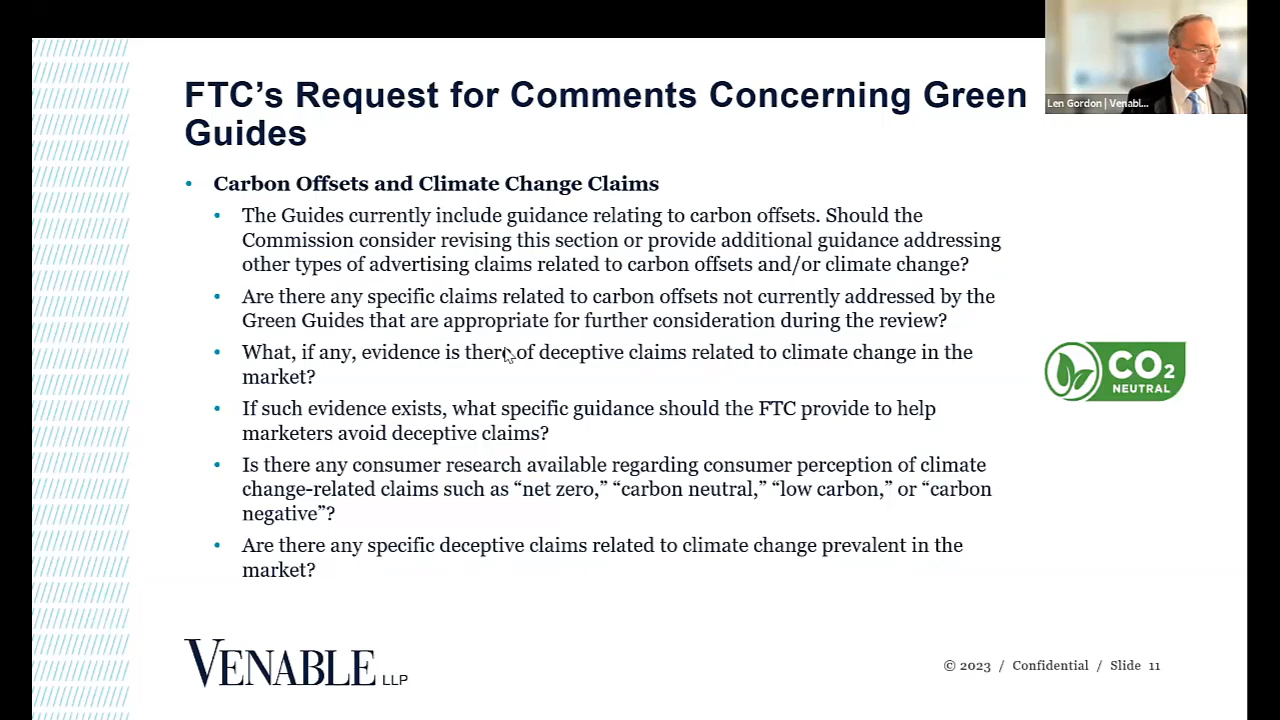 FTC’s Request for Comments Concerning Green
Guides
Len Gordon | Venabl...
• Carbon Offsets and Climate Change Claims
• The Guides currently include guidance relating to carbon offsets. Should the
Commission consider revising this section or provide additional guidance addressing
other types of advertising claims related to carbon offsets and/or climate change?
• Are there any specific claims related to carbon offsets not currently addressed by the
Green Guides that are appropriate for further consideration during the review?
• What, if any, evidence is there of deceptive claims related to climate change in the
market?
• If such evidence exists, what specific guidance should the FTC provide to help
marketers avoid deceptive claims?
• Is there any consumer research available regarding consumer perception of climate
change-related claims such as “net zero,” “carbon neutral,” “low carbon,” or “carbon
negative”?
• Are there any specific deceptive claims related to climate change prevalent in the
market?
CO₂
NEUTRAL
VENABLE LLP
© 2023 / Confidential / Slide 11